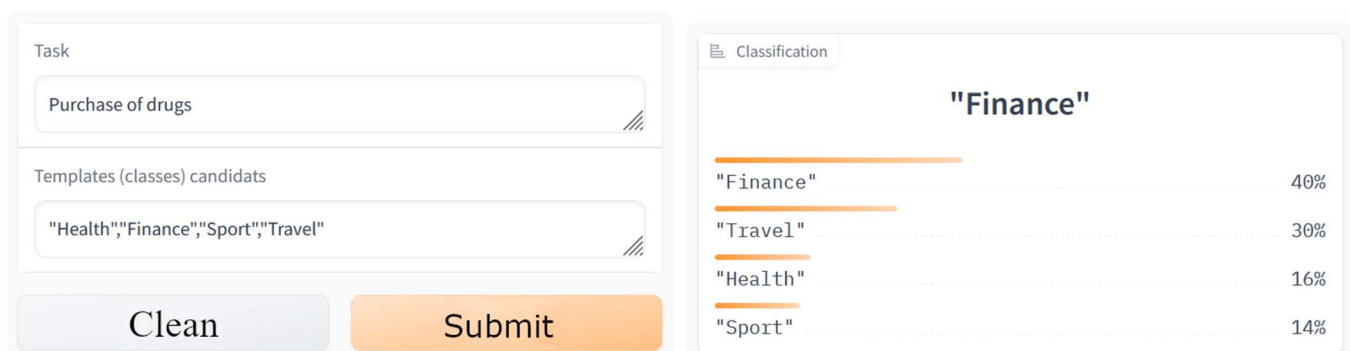 Task
Purchase of drugs
Templates (classes) candidats
"Health","Finance","Sport","Travel"
Clean
Submit
Classification
"Finance"
"Finance" 40%
"Travel" 30%
"Health" 16%
"Sport" 14%